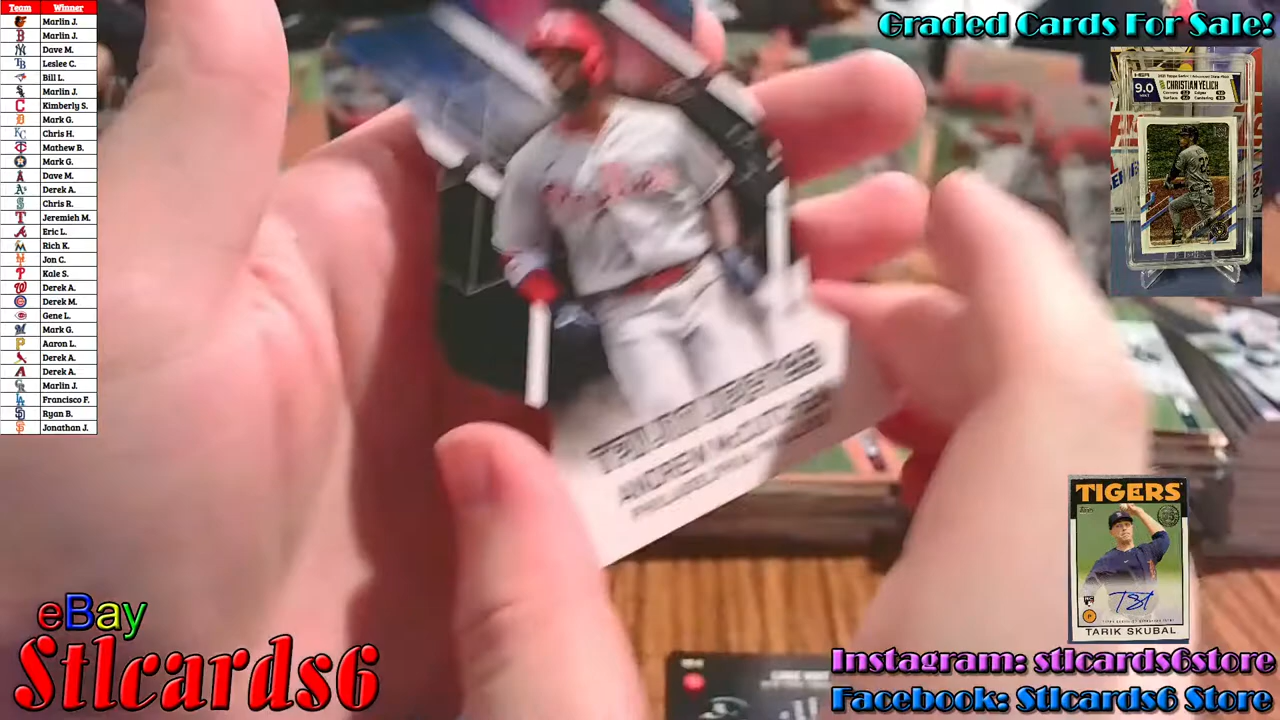 Team Winner
Marlin J.
Marlin J.
Dave M.
Leslee C.
Bill L.
Marlin J.
Kimberly S.
Mark G.
Chris H.
Mathew B.
Mark G.
Dave M.
Derek A.
Chris R.
Jeremieh M.
Eric L.
Rich K.
Jon C.
Kale S.
Derek A.
Derek M.
Gene L.
Mark G.
Aaron L.
Derek A.
Derek A.
Marlin J.
Francisco F.
Ryan B.
Jonathan J.
Graded Cards For Sale!
9.0
CHRISTIAN YELICH
ANDREW McCUTCHEN
TIGERS
Topps
TARIK SKUBAL
eBay
Stlcards6
Instagram: stlcards6store
Facebook: Stlcards6 Store